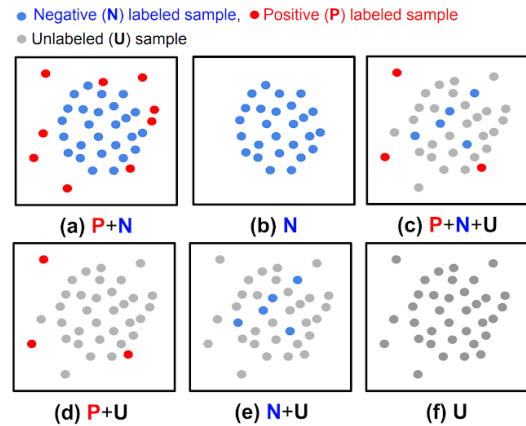 Negative (N) labeled sample, Positive (P) labeled sample
Unlabeled (U) sample
(a) P+N
(b) N
(c) P+N+U
(d) P+U
(e) N+U
(f) U